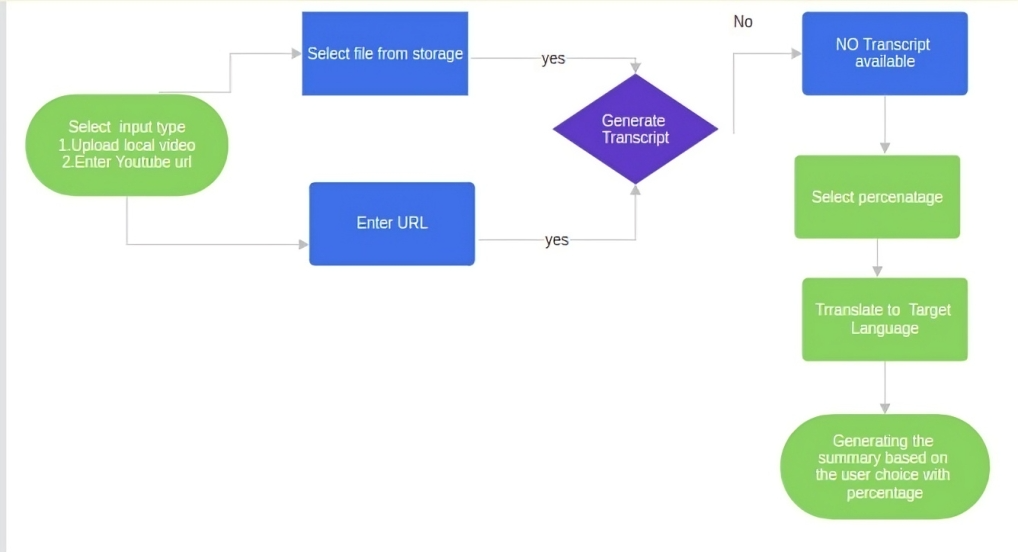 Select input type
1.Upload local video
2.Enter Youtube url
Select file from storage
yes
Enter URL
yes
Generate
Transcript
No
NO Transcript
available
Select percenatage
Trranslate to Target
Language
Generating the
summary based on
the user choice with
percentage